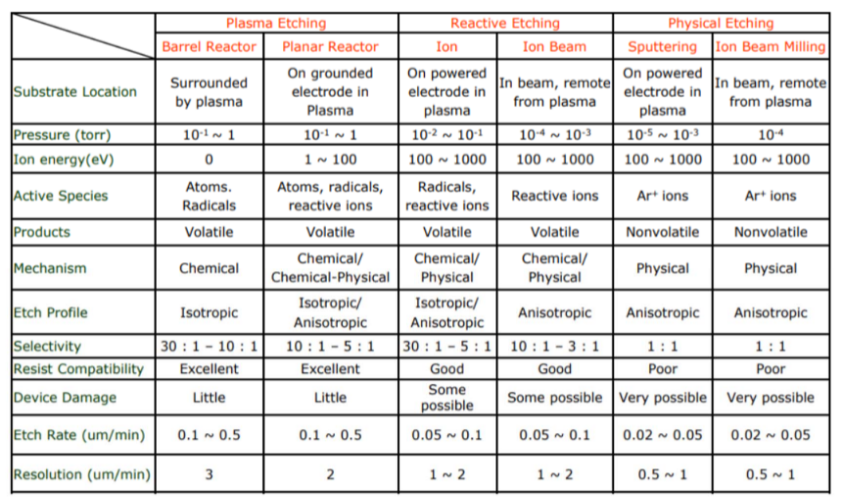 Plasma Etching Reactive Etching Physical Etching
Barrel Reactor Planar Reactor Ion Ion Beam Sputtering Ion Beam Milling
Substrate Location
Surrounded
by plasma
On grounded
electrode in
Plasma
On powered
electrode in
plasma
In beam, remote
from plasma
On powered
electrode in
plasma
In beam, remote
from plasma
Pressure (torr) 10⁻¹ ~ 1 10⁻¹ ~ 1 10⁻² ~ 10⁻¹ 10⁻⁴ ~ 10⁻³ 10⁻⁵ ~ 10⁻³ 10⁻⁴
Ion energy(eV) 0 1 ~ 100 100 ~ 1000 100 ~ 1000 100 ~ 1000 100 ~ 1000
Active Species
Atoms.
Radicals
Atoms, radicals,
reactive ions
Radicals,
reactive ions
Reactive ions
Ar⁺ ions
Ar⁺ ions
Products Volatile Volatile Volatile Volatile Nonvolatile Nonvolatile
Mechanism
Chemical
Chemical/
Chemical-Physical
Chemical/
Physical
Chemical/
Physical
Physical
Physical
Etch Profile
Isotropic
Isotropic/
Anisotropic
Isotropic/
Anisotropic
Anisotropic
Anisotropic
Anisotropic
Selectivity 30 : 1 – 10 : 1 10 : 1 – 5 : 1 30 : 1 – 5 : 1 10 : 1 – 3 : 1 1 : 1 1 : 1
Resist Compatibility Excellent Excellent Good Good Poor Poor
Device Damage
Little
Little
Some
possible
Some possible
Very possible
Very possible
Etch Rate (um/min) 0.1 ~ 0.5 0.1 ~ 0.5 0.05 ~ 0.1 0.05 ~ 0.1 0.02 ~ 0.05 0.02 ~ 0.05
Resolution (um/min) 3 2 1 ~ 2 1 ~ 2 0.5 ~ 1 0.5 ~ 1